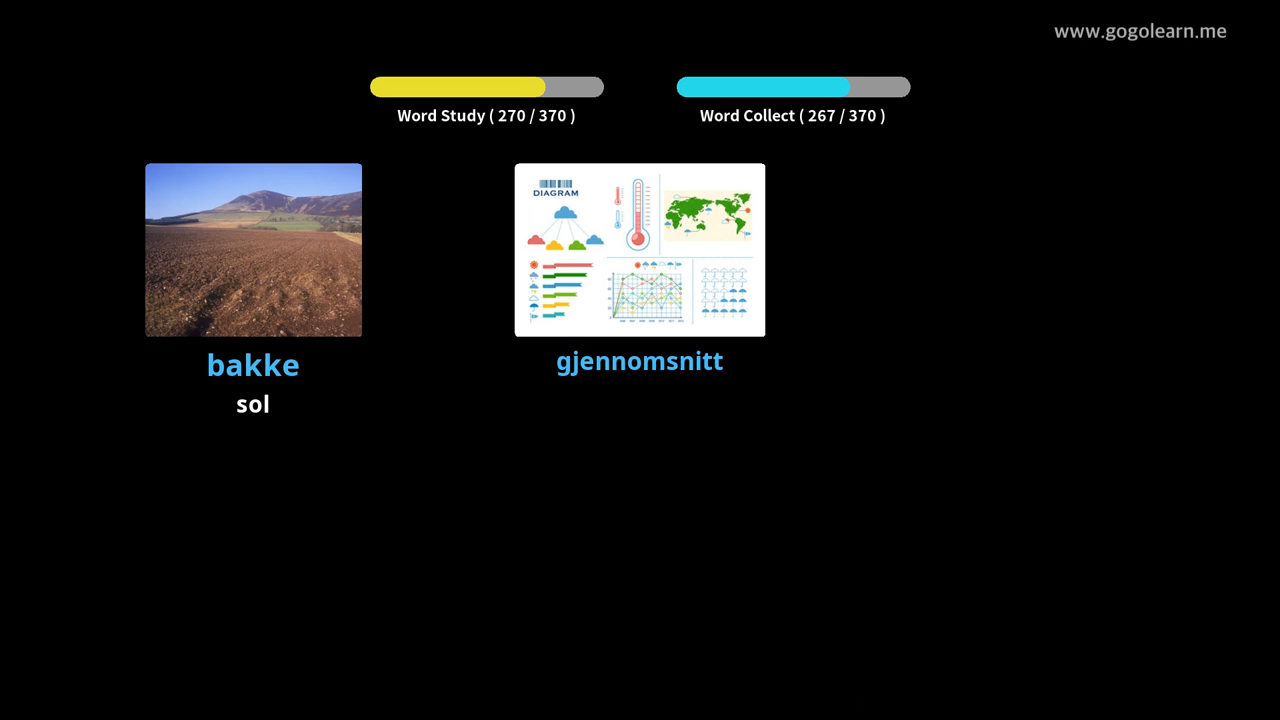 www.gogolearn.me
Word Study ( 270 / 370 )
Word Collect ( 267 / 370 )
DIAGRAM
bakke
gjennomsnitt
sol